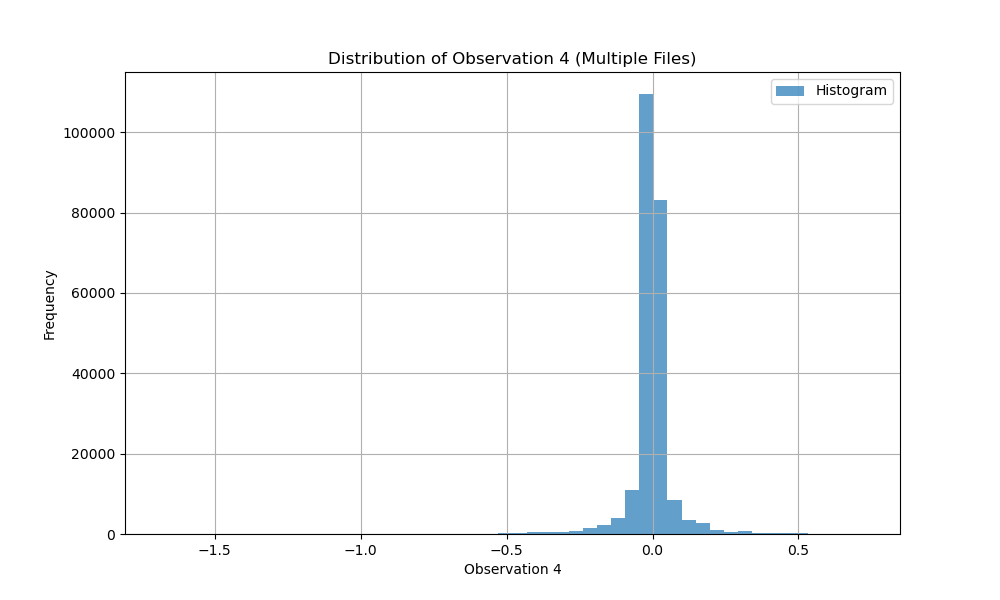 Distribution of Observation 4 (Multiple Files)
Histogram
Frequency
100000
80000
60000
40000
20000
0
−1.5
−1.0
−0.5
0.0
0.5
Observation 4